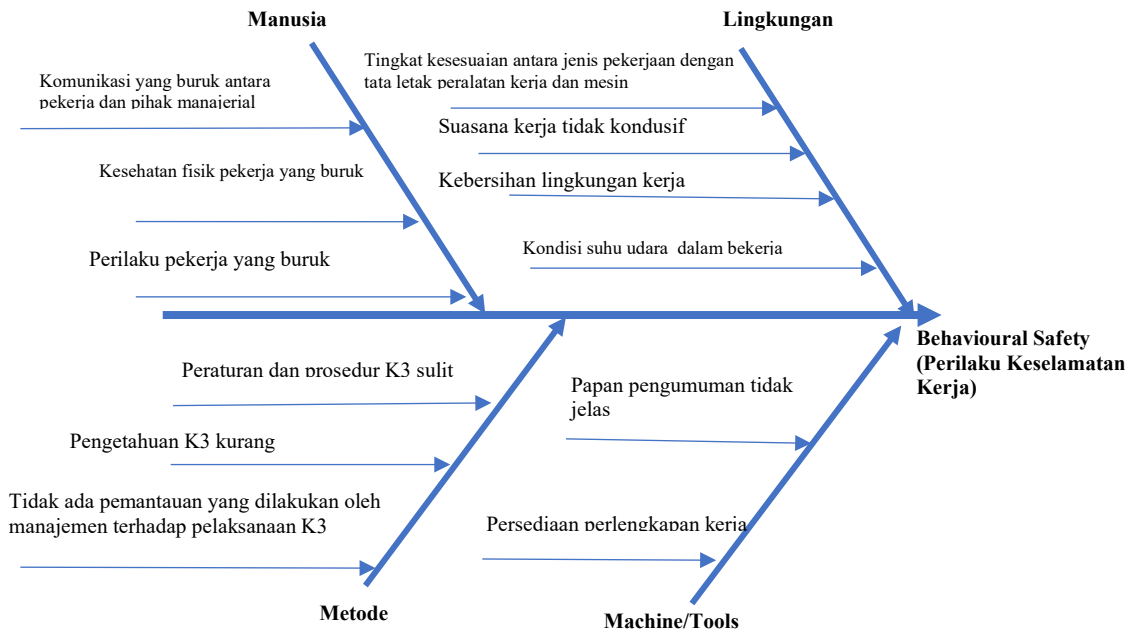 Manusia
Lingkungan
Komunikasi yang buruk antara
pekerja dan pihak manajerial
Kesehatan fisik pekerja yang buruk
Perilaku pekerja yang buruk
Tingkat kesesuaian antara jenis pekerjaan dengan
tata letak peralatan kerja dan mesin
Suasana kerja tidak kondusif
Kebersihan lingkungan kerja
Kondisi suhu udara dalam bekerja
Behavioural Safety
(Perilaku Keselamatan
Kerja)
Peraturan dan prosedur K3 sulit
Pengetahuan K3 kurang
Tidak ada pemantauan yang dilakukan oleh
manajemen terhadap pelaksanaan K3
Papan pengumuman tidak
jelas
Persediaan perlengkapan kerja
Metode
Machine/Tools